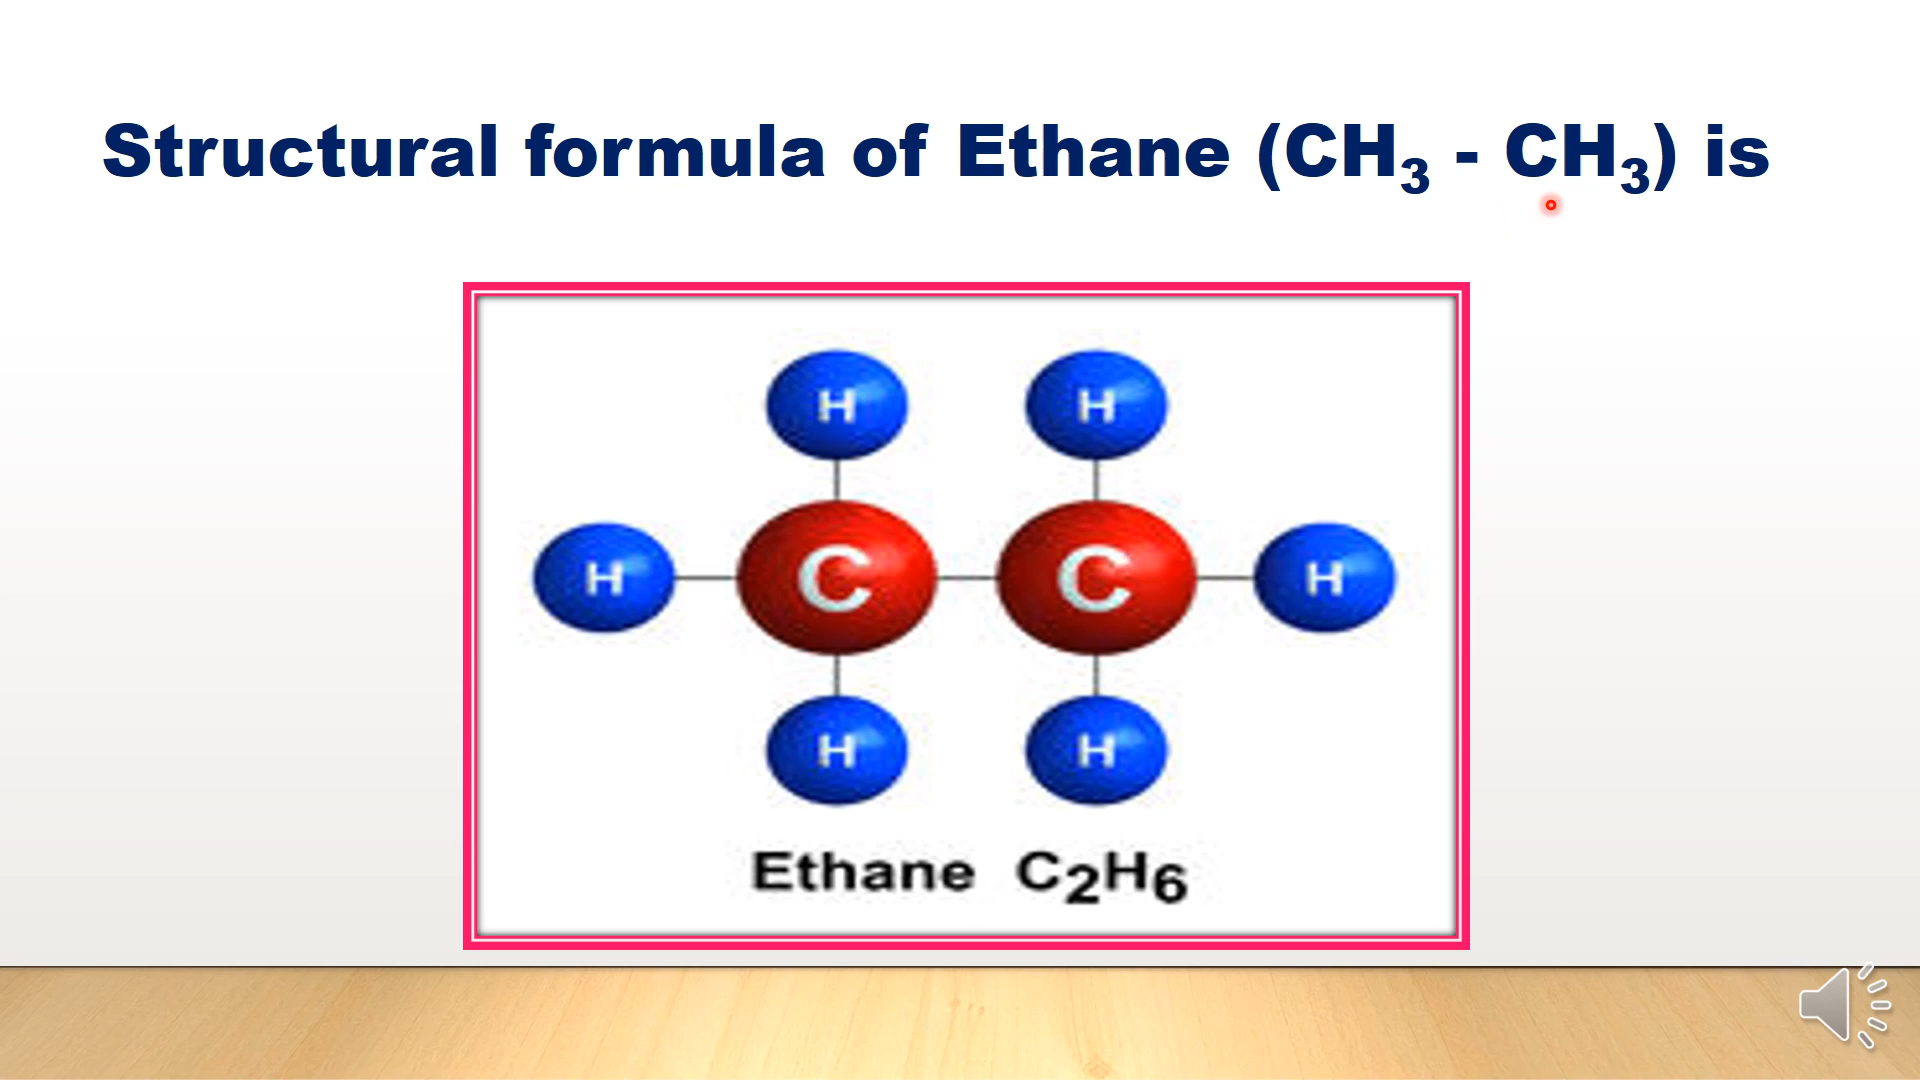 Structural formula of Ethane (CH₃ - CH₃) is
H H
H C C H
H H
Ethane C₂H₆